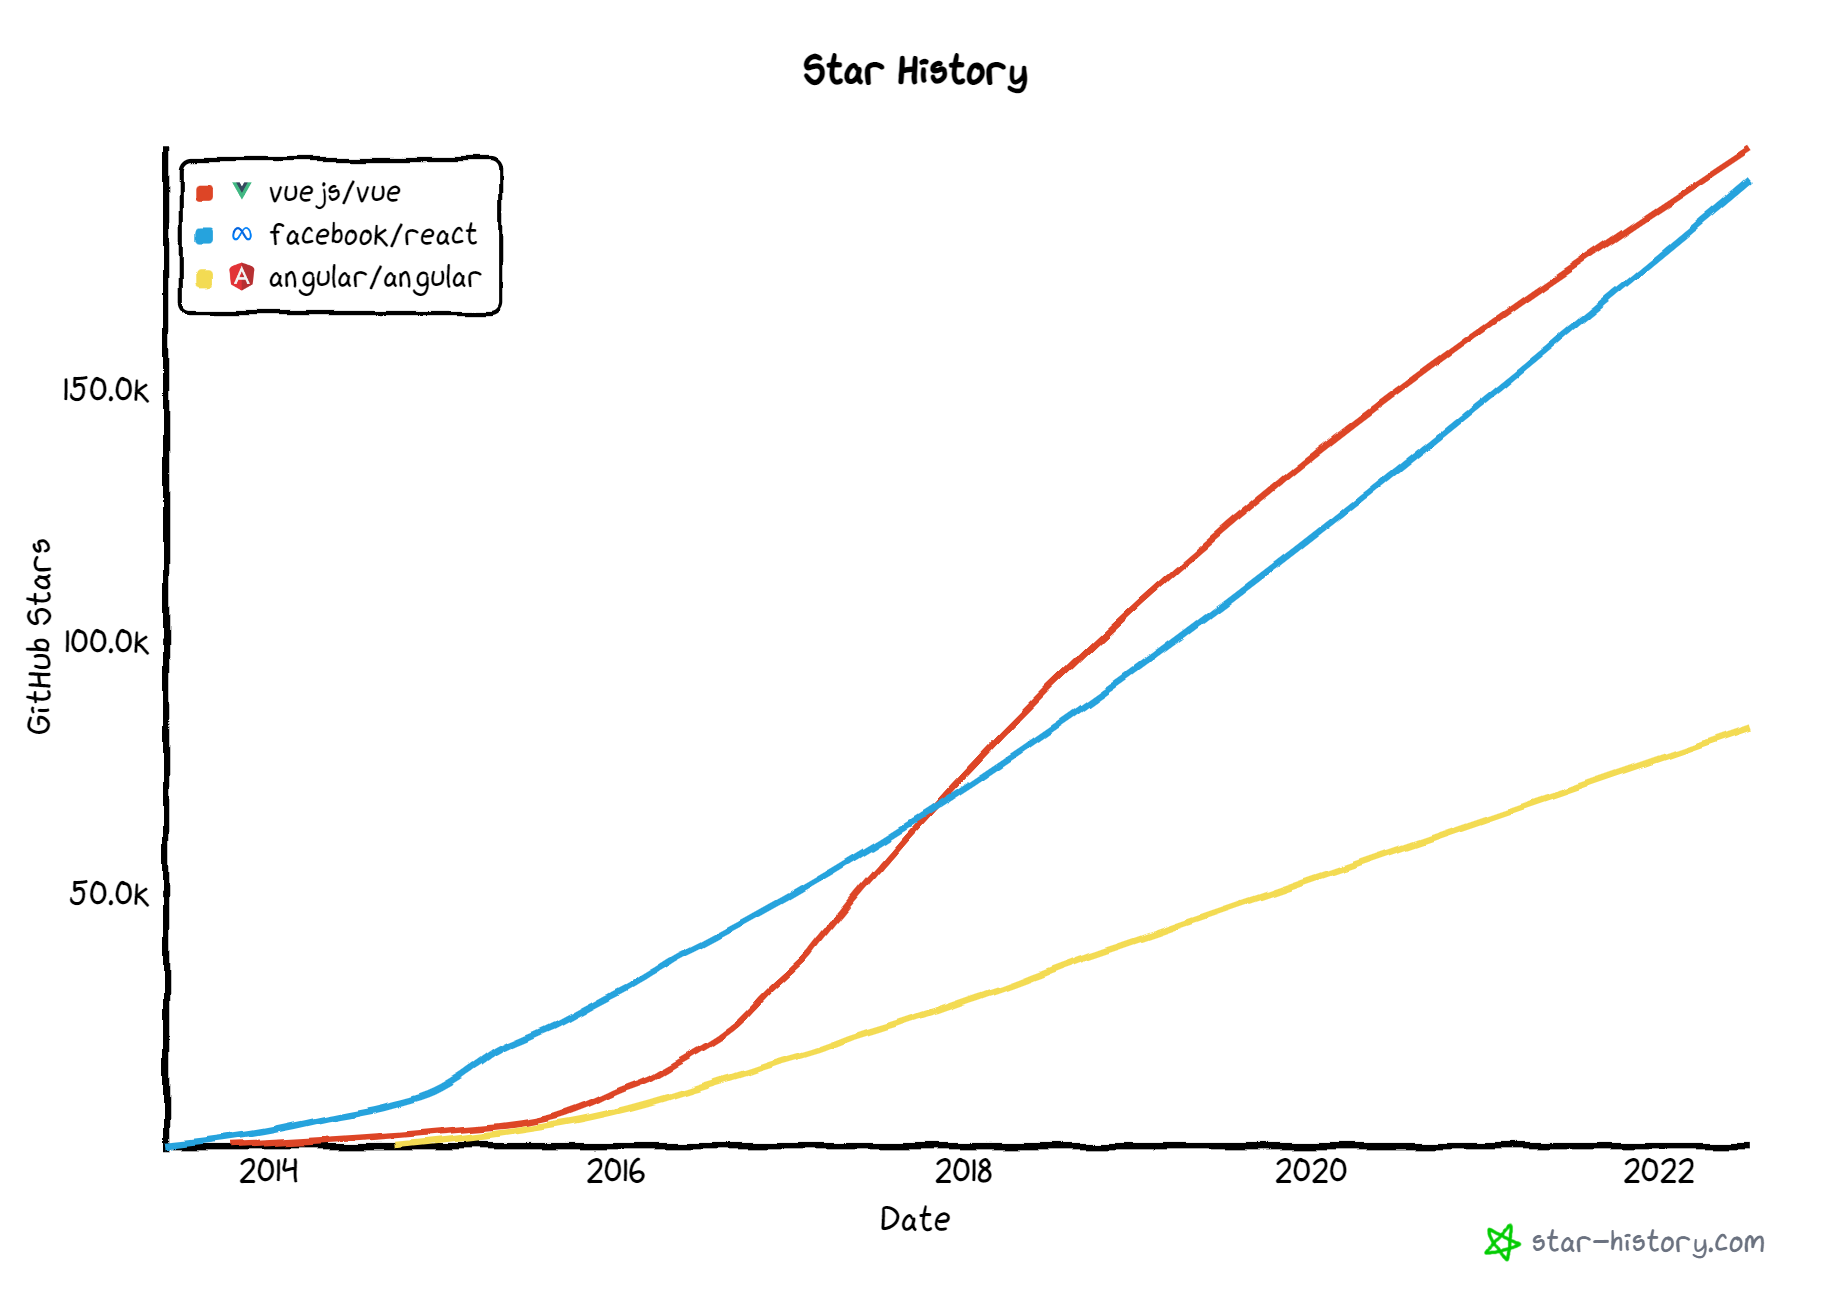 Star History
vuejs/vue
facebook/react
angular/angular
150.0K
100.0K
50.0K
GitHub Stars
2014 2016 2018 2020 2022
Date
star-history.com